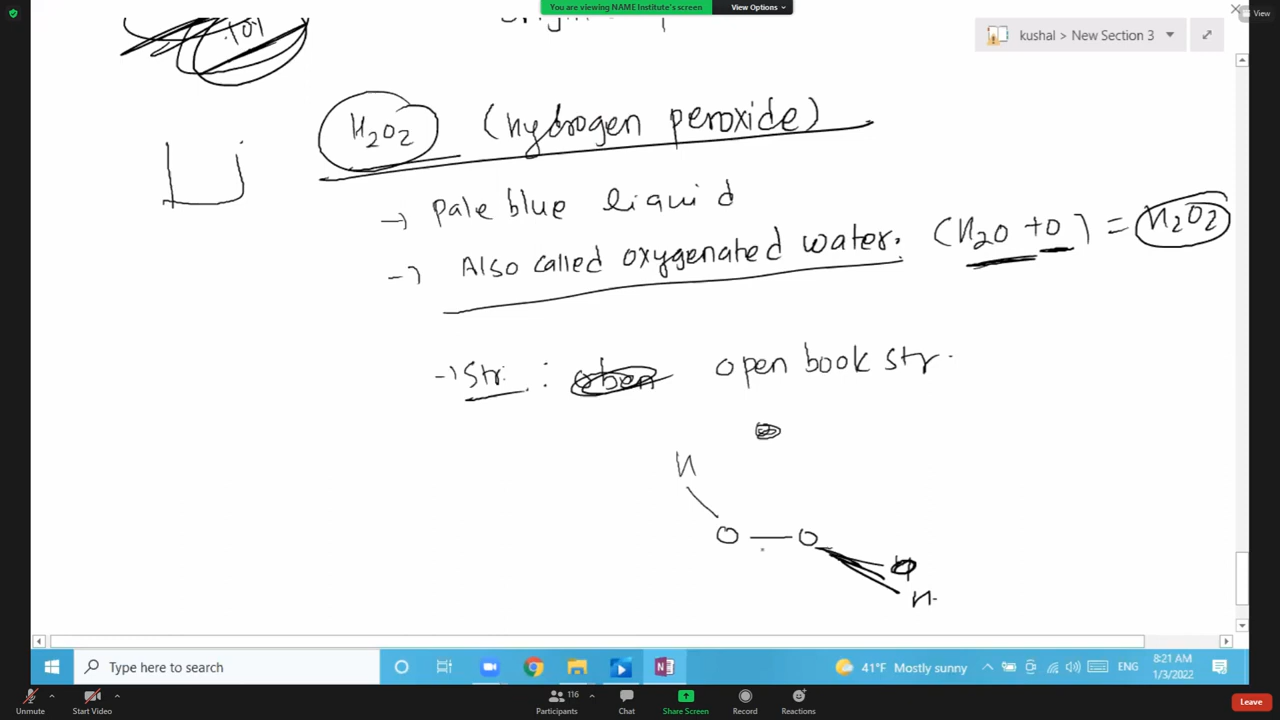 You are viewing NAME Institute's screen
View Options
View
kushal > New Section 3
H2O2 (hydrogen peroxide)
→ pale blue liquid
→ Also called oxygenated water. (H2O + O) = H2O2
→ Str. : open book str.
H
O — O
H
Type here to search
41°F Mostly sunny
ENG
8:21 AM
1/3/2022
Unmute
Start Video
116
Participants
Chat
Share Screen
Record
Reactions
Leave